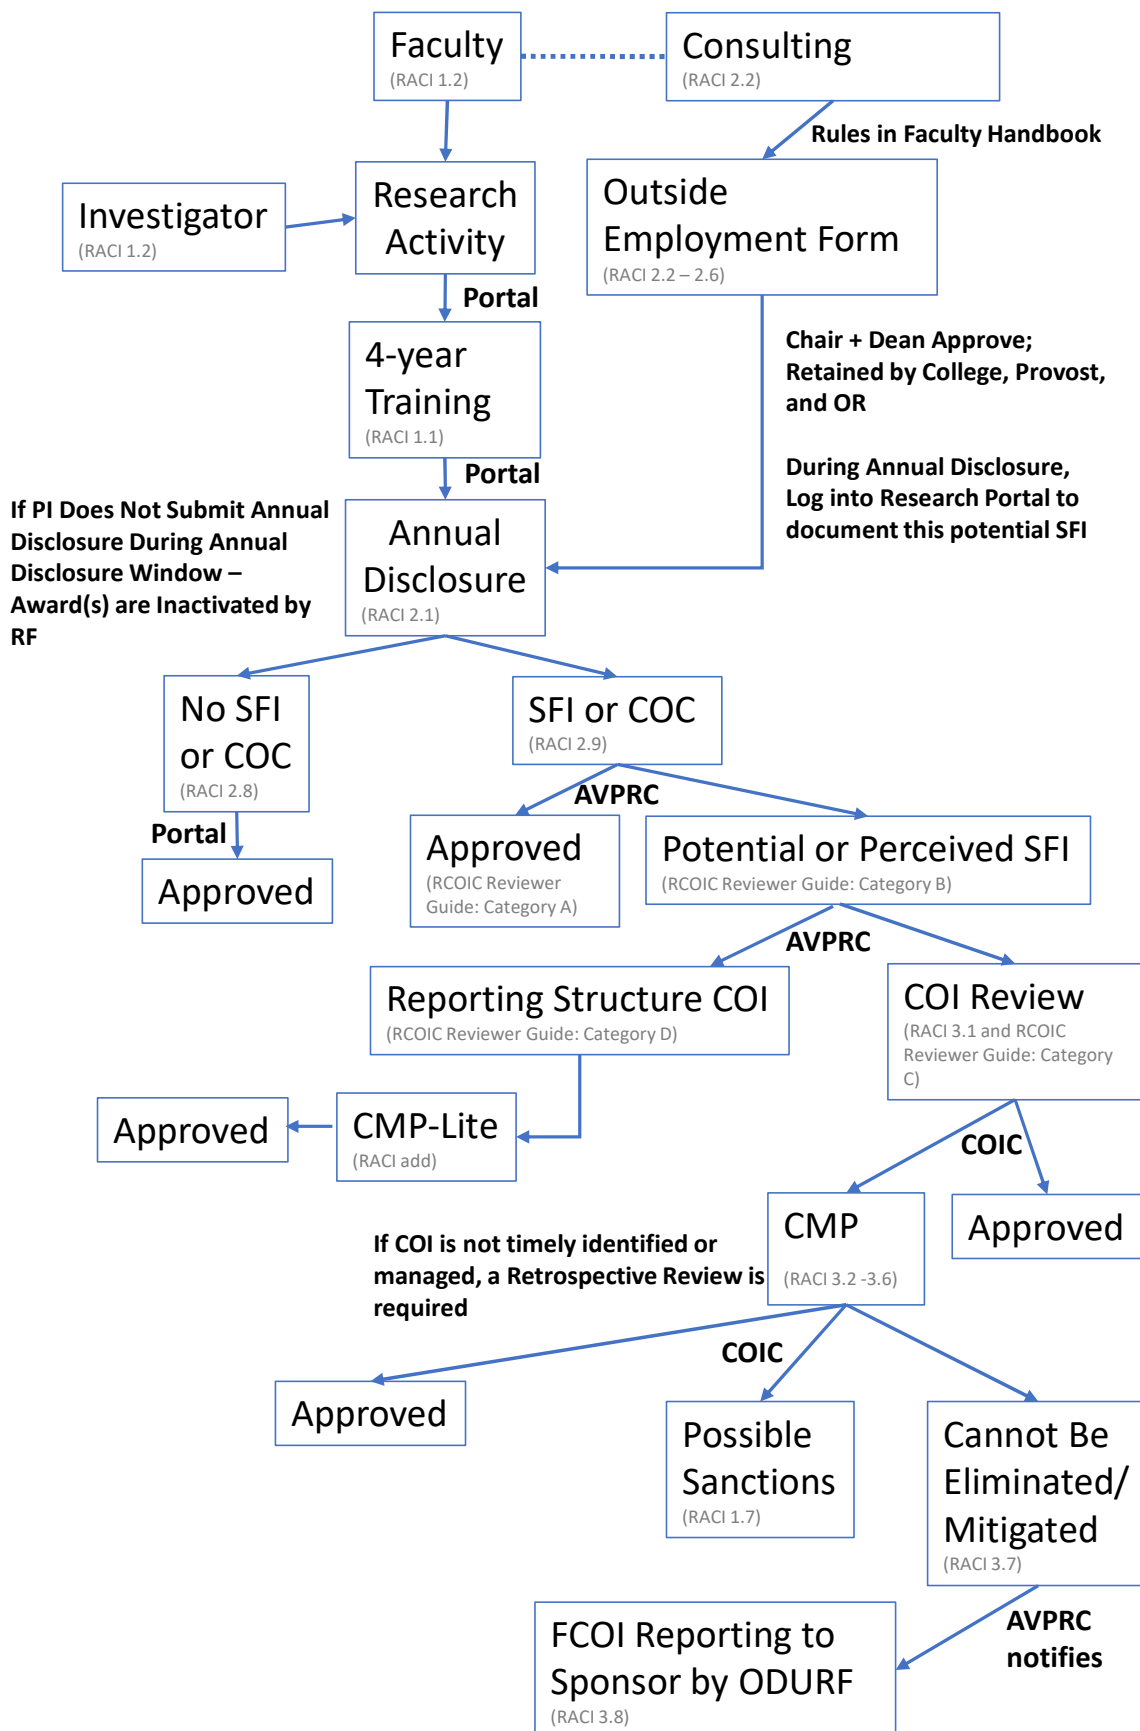 Faculty
(RACI 1.2)
Consulting
(RACI 2.2)
Rules in Faculty Handbook
Investigator
(RACI 1.2)
Research
Activity
Outside
Employment Form
(RACI 2.2 – 2.6)
Portal
4-year
Training
(RACI 1.1)
Chair + Dean Approve;
Retained by College, Provost,
and OR
During Annual Disclosure,
Log into Research Portal to
document this potential SFI
Portal
If PI Does Not Submit Annual
Disclosure During Annual
Disclosure Window –
Award(s) are Inactivated by
RF
Annual
Disclosure
(RACI 2.1)
No SFI
or COC
(RACI 2.8)
SFI or COC
(RACI 2.9)
Portal
Approved
AVPRC
Approved
(RCOIC Reviewer
Guide: Category A)
Potential or Perceived SFI
(RCOIC Reviewer Guide: Category B)
AVPRC
Reporting Structure COI
(RCOIC Reviewer Guide: Category D)
COI Review
(RACI 3.1 and RCOIC
Reviewer Guide: Category
C)
Approved
CMP-Lite
(RACI add)
COIC
CMP
(RACI 3.2 -3.6)
Approved
If COI is not timely identified or
managed, a Retrospective Review is
required
COIC
Approved
Possible
Sanctions
(RACI 1.7)
Cannot Be
Eliminated/
Mitigated
(RACI 3.7)
AVPRC
notifies
FCOI Reporting to
Sponsor by ODURF
(RACI 3.8)